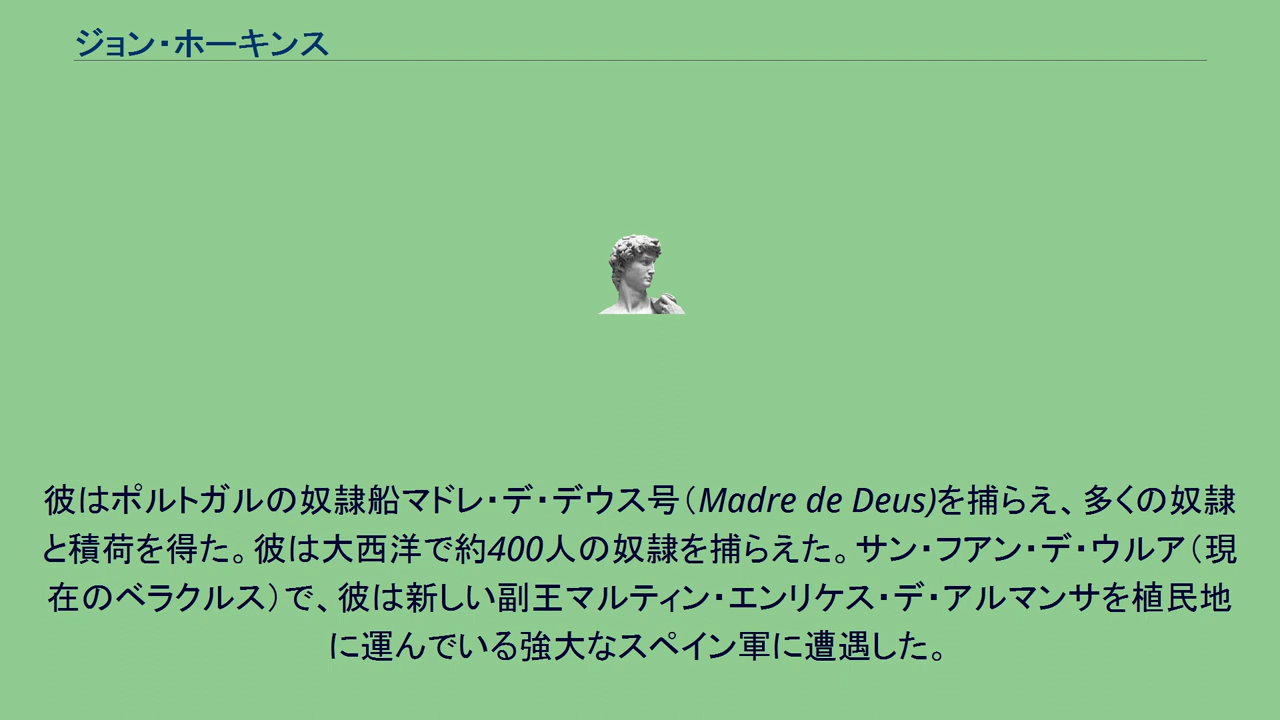 ジョン・ホーキンス
彼はポルトガルの奴隷船マドレ・デ・デウス号（Madre de Deus)を捕らえ、多くの奴隷
と積荷を得た。彼は大西洋で約400人の奴隷を捕らえた。サン・フアン・デ・ウルア（現
在のベラクルス）で、彼は新しい副王マルティン・エンリケス・デ・アルマンサを植民地
に運んでいる強大なスペイン軍に遭遇した。